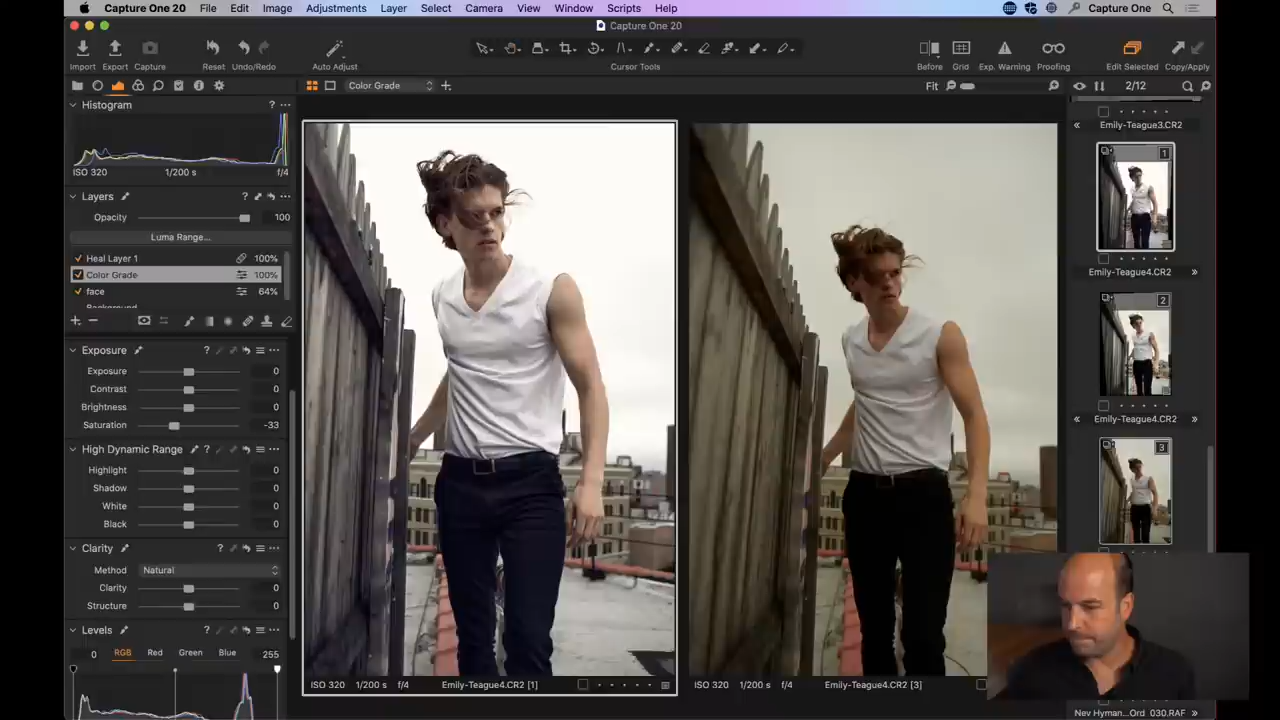 Capture One 20 File Edit Image Adjustments Layer Select Camera View Window Scripts Help Capture One
Capture One 20
Import Export Capture Reset Undo/Redo Auto Adjust Cursor Tools Before Grid Exp. Warning Proofing Edit Selected Copy/Apply
Color Grade Fit 2/12
Histogram ?
ISO 320 1/200 s f/4
Layers ?
Opacity 100
Luma Range...
Heal Layer 1 100%
Color Grade 100%
face 64%
Background
Exposure ?
Exposure 0
Contrast 0
Brightness 0
Saturation -33
High Dynamic Range ?
Highlight 0
Shadow 0
White 0
Black 0
Clarity ?
Method Natural
Clarity 0
Structure 0
Levels ?
0 RGB Red Green Blue 255
ISO 320 1/200 s f/4 Emily-Teague4.CR2 [1]
ISO 320 1/200 s f/4 Emily-Teague4.CR2 [3]
Emily-Teague3.CR2
1
Emily-Teague4.CR2
2
Emily-Teague4.CR2
3
Nev Hyman...Ord 030.RAF